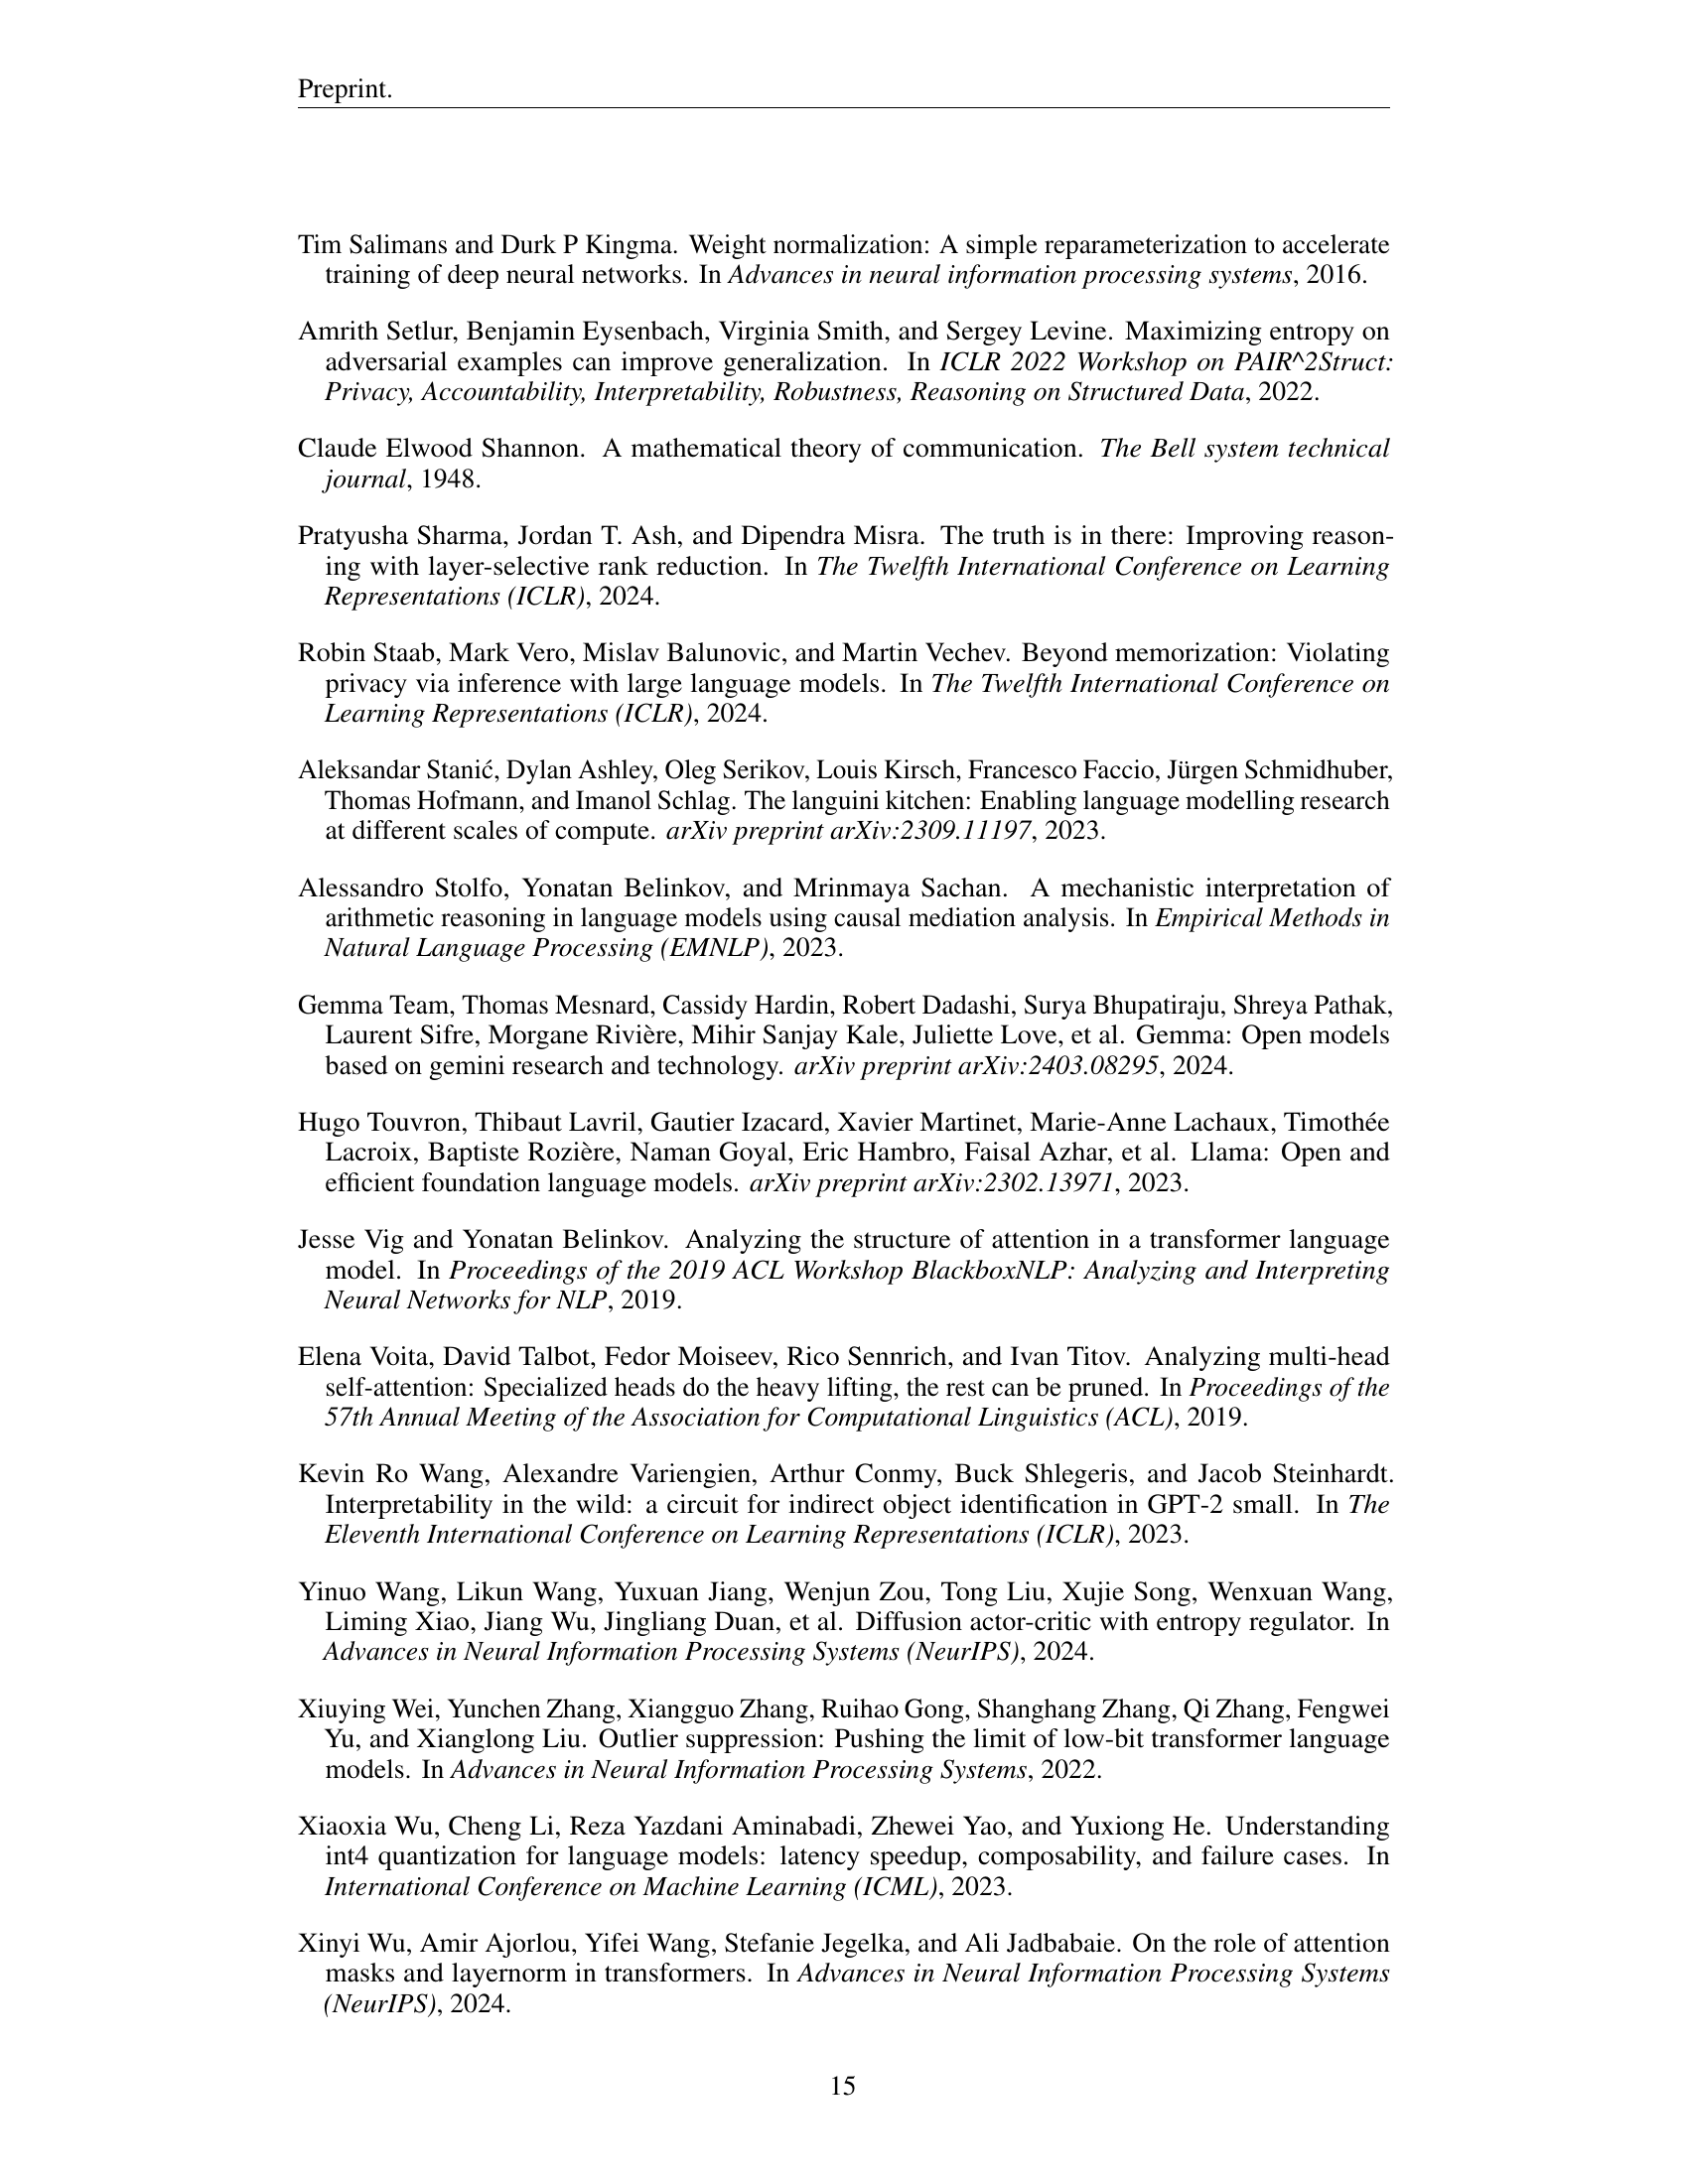 Preprint.
Tim Salimans and Durk P Kingma. Weight normalization: A simple reparameterization to accelerate
training of deep neural networks. In Advances in neural information processing systems, 2016.
Amrith Setlur, Benjamin Eysenbach, Virginia Smith, and Sergey Levine. Maximizing entropy on
adversarial examples can improve generalization. In ICLR 2022 Workshop on PAIR^2Struct:
Privacy, Accountability, Interpretability, Robustness, Reasoning on Structured Data, 2022.
Claude Elwood Shannon. A mathematical theory of communication. The Bell system technical
journal, 1948.
Pratyusha Sharma, Jordan T. Ash, and Dipendra Misra. The truth is in there: Improving reason-
ing with layer-selective rank reduction. In The Twelfth International Conference on Learning
Representations (ICLR), 2024.
Robin Staab, Mark Vero, Mislav Balunovic, and Martin Vechev. Beyond memorization: Violating
privacy via inference with large language models. In The Twelfth International Conference on
Learning Representations (ICLR), 2024.
Aleksandar Stanić, Dylan Ashley, Oleg Serikov, Louis Kirsch, Francesco Faccio, Jürgen Schmidhuber,
Thomas Hofmann, and Imanol Schlag. The languini kitchen: Enabling language modelling research
at different scales of compute. arXiv preprint arXiv:2309.11197, 2023.
Alessandro Stolfo, Yonatan Belinkov, and Mrinmaya Sachan. A mechanistic interpretation of
arithmetic reasoning in language models using causal mediation analysis. In Empirical Methods in
Natural Language Processing (EMNLP), 2023.
Gemma Team, Thomas Mesnard, Cassidy Hardin, Robert Dadashi, Surya Bhupatiraju, Shreya Pathak,
Laurent Sifre, Morgane Rivière, Mihir Sanjay Kale, Juliette Love, et al. Gemma: Open models
based on gemini research and technology. arXiv preprint arXiv:2403.08295, 2024.
Hugo Touvron, Thibaut Lavril, Gautier Izacard, Xavier Martinet, Marie-Anne Lachaux, Timothée
Lacroix, Baptiste Rozière, Naman Goyal, Eric Hambro, Faisal Azhar, et al. Llama: Open and
efficient foundation language models. arXiv preprint arXiv:2302.13971, 2023.
Jesse Vig and Yonatan Belinkov. Analyzing the structure of attention in a transformer language
model. In Proceedings of the 2019 ACL Workshop BlackboxNLP: Analyzing and Interpreting
Neural Networks for NLP, 2019.
Elena Voita, David Talbot, Fedor Moiseev, Rico Sennrich, and Ivan Titov. Analyzing multi-head
self-attention: Specialized heads do the heavy lifting, the rest can be pruned. In Proceedings of the
57th Annual Meeting of the Association for Computational Linguistics (ACL), 2019.
Kevin Ro Wang, Alexandre Variengien, Arthur Conmy, Buck Shlegeris, and Jacob Steinhardt.
Interpretability in the wild: a circuit for indirect object identification in GPT-2 small. In The
Eleventh International Conference on Learning Representations (ICLR), 2023.
Yinuo Wang, Likun Wang, Yuxuan Jiang, Wenjun Zou, Tong Liu, Xujie Song, Wenxuan Wang,
Liming Xiao, Jiang Wu, Jingliang Duan, et al. Diffusion actor-critic with entropy regulator. In
Advances in Neural Information Processing Systems (NeurIPS), 2024.
Xiuying Wei, Yunchen Zhang, Xiangguo Zhang, Ruihao Gong, Shanghang Zhang, Qi Zhang, Fengwei
Yu, and Xianglong Liu. Outlier suppression: Pushing the limit of low-bit transformer language
models. In Advances in Neural Information Processing Systems, 2022.
Xiaoxia Wu, Cheng Li, Reza Yazdani Aminabadi, Zhewei Yao, and Yuxiong He. Understanding
int4 quantization for language models: latency speedup, composability, and failure cases. In
International Conference on Machine Learning (ICML), 2023.
Xinyi Wu, Amir Ajorlou, Yifei Wang, Stefanie Jegelka, and Ali Jadbabaie. On the role of attention
masks and layernorm in transformers. In Advances in Neural Information Processing Systems
(NeurIPS), 2024.
15